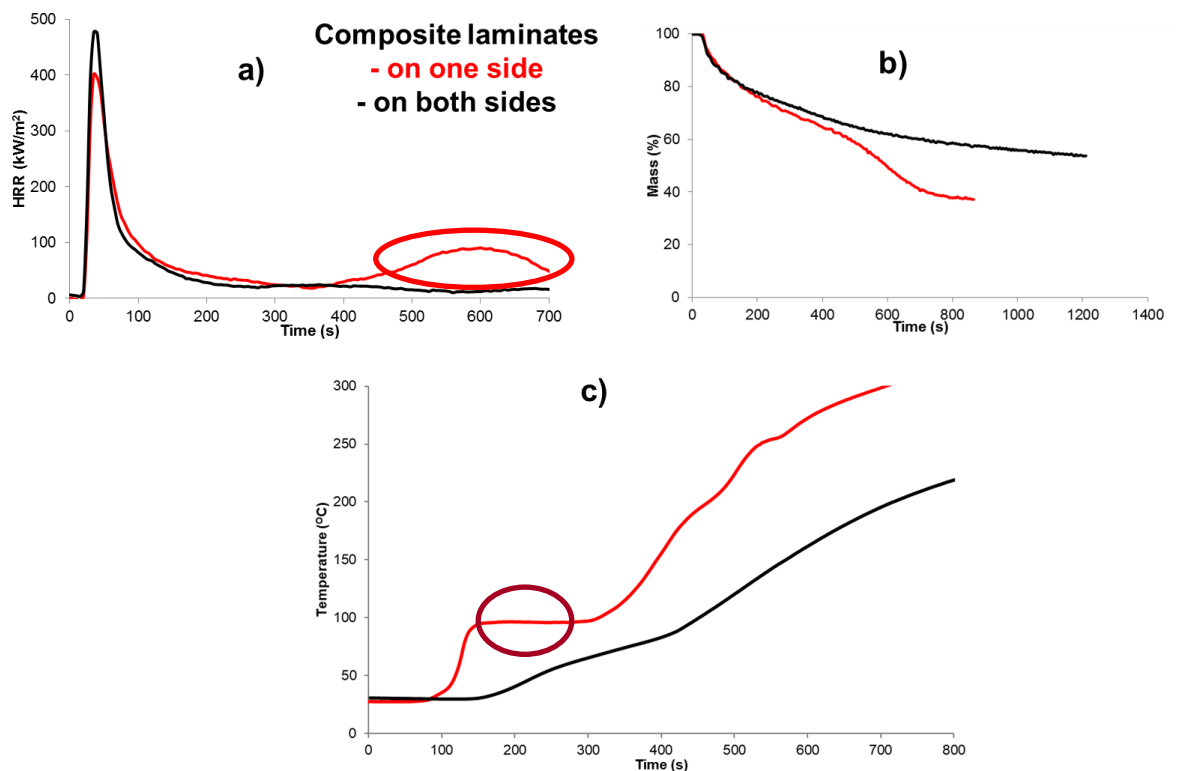 Composite laminates
- on one side
- on both sides
a)
500
400
300
200
100
0
HRR (kW/m²)
0 100 200 300 400 500 600 700
Time (s)
b)
100
80
60
40
20
0
Mass (%)
0 200 400 600 800 1000 1200 1400
Time (s)
c)
300
250
200
150
100
50
0
Temperature (°C)
0 100 200 300 400 500 600 700 800
Time (s)